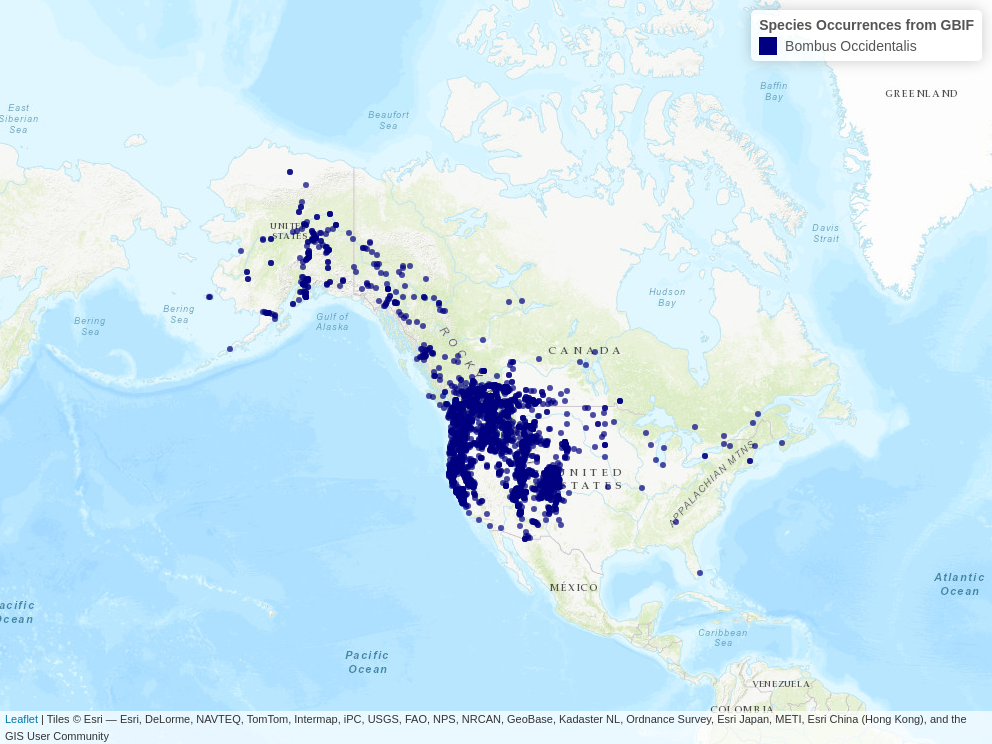 Species Occurrences from GBIF
Bombus Occidentalis
GREENLAND
Baffin
Bay
East
Siberian
Sea
Beaufort
Sea
Davis
Strait
UNITED
STATES
Hudson
Bay
Bering
Sea
Bering
Sea
Gulf of
Alaska
ROCKY
CANADA
UNITED
STATES
APPALACHIAN MTNS
MÉXICO
Atlantic
Ocean
Pacific
Ocean
Caribbean
Sea
Pacific
Ocean
VENEZUELA
COLOMBIA
Leaflet | Tiles © Esri — Esri, DeLorme, NAVTEQ, TomTom, Intermap, iPC, USGS, FAO, NPS, NRCAN, GeoBase, Kadaster NL, Ordnance Survey, Esri Japan, METI, Esri China (Hong Kong), and the
GIS User Community